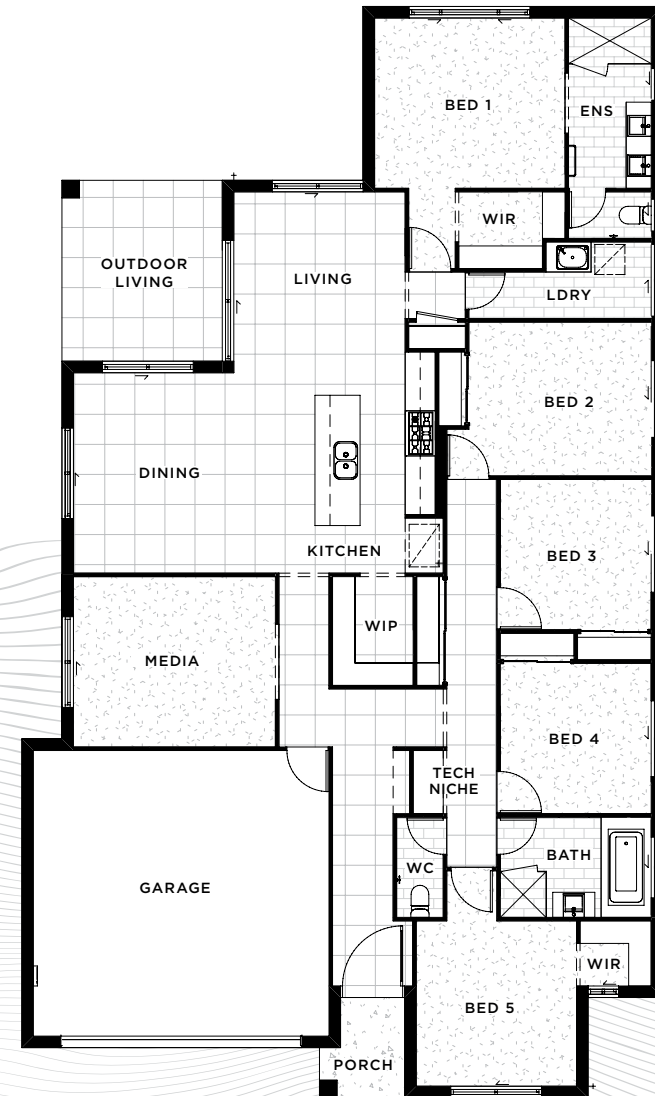 BED 1
ENS
WIR
OUTDOOR
LIVING
LIVING
LDRY
BED 2
DINING
KITCHEN
BED 3
WIP
MEDIA
BED 4
TECH
NICHE
BATH
WC
GARAGE
WIR
BED 5
PORCH